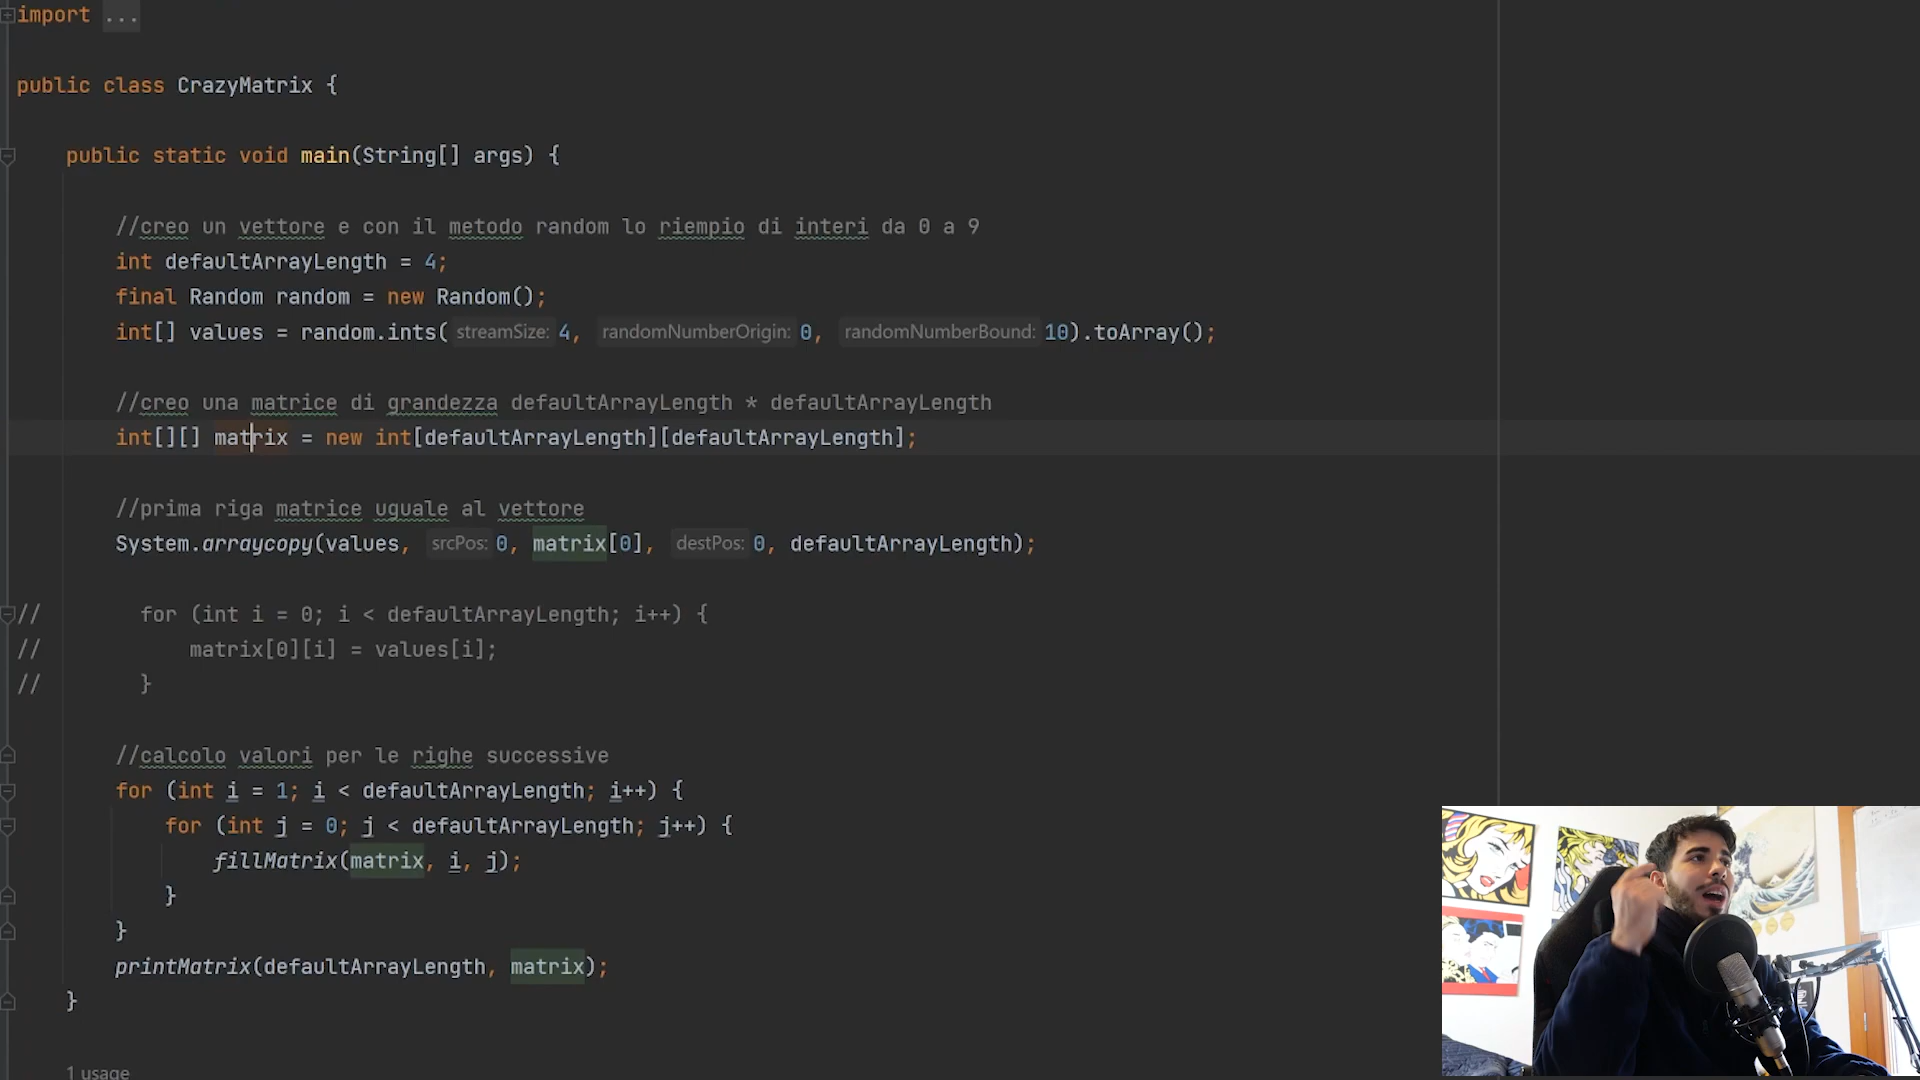 import ...
public class CrazyMatrix {
public static void main(String[] args) {
//creo un vettore e con il metodo random lo riempio di interi da 0 a 9
int defaultArrayLength = 4;
final Random random = new Random();
int[] values = random.ints( streamSize: 4, randomNumberOrigin: 0, randomNumberBound: 10).toArray();
//creo una matrice di grandezza defaultArrayLength * defaultArrayLength
int[][] matrix = new int[defaultArrayLength][defaultArrayLength];
//prima riga matrice uguale al vettore
System.arraycopy(values, srcPos: 0, matrix[0], destPos: 0, defaultArrayLength);
// for (int i = 0; i < defaultArrayLength; i++) {
// matrix[0][i] = values[i];
// }
//calcolo valori per le righe successive
for (int i = 1; i < defaultArrayLength; i++) {
for (int j = 0; j < defaultArrayLength; j++) {
fillMatrix(matrix, i, j);
}
}
printMatrix(defaultArrayLength, matrix);
}
1 usage